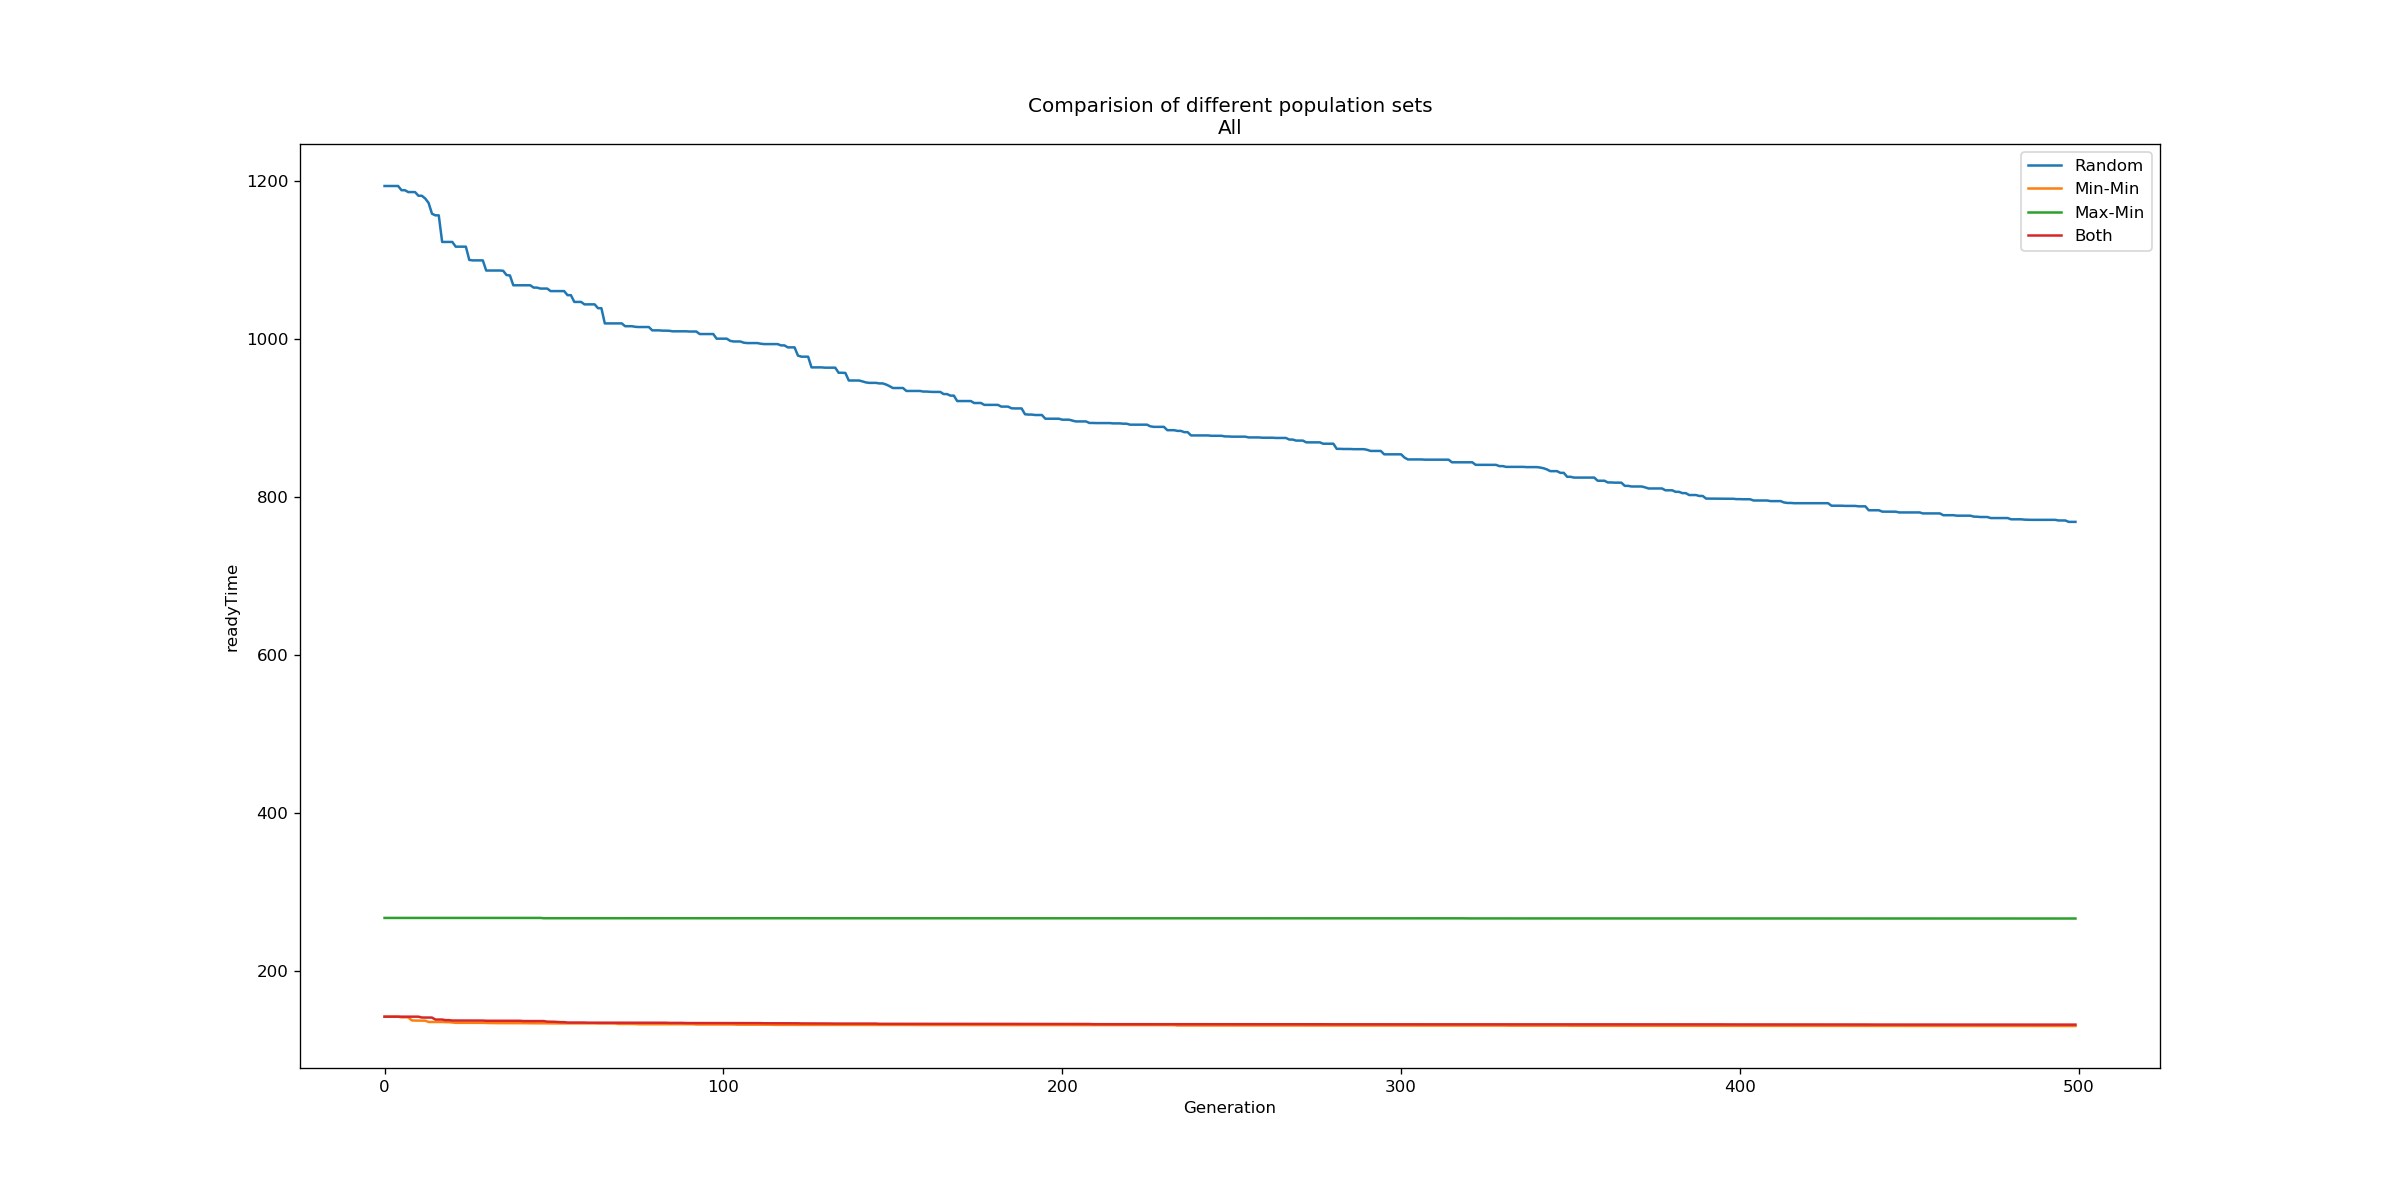 Comparision of different population sets
All
Random
Min-Min
Max-Min
Both
1200
1000
800
600
400
200
readyTime
0 100 200 300 400 500
Generation